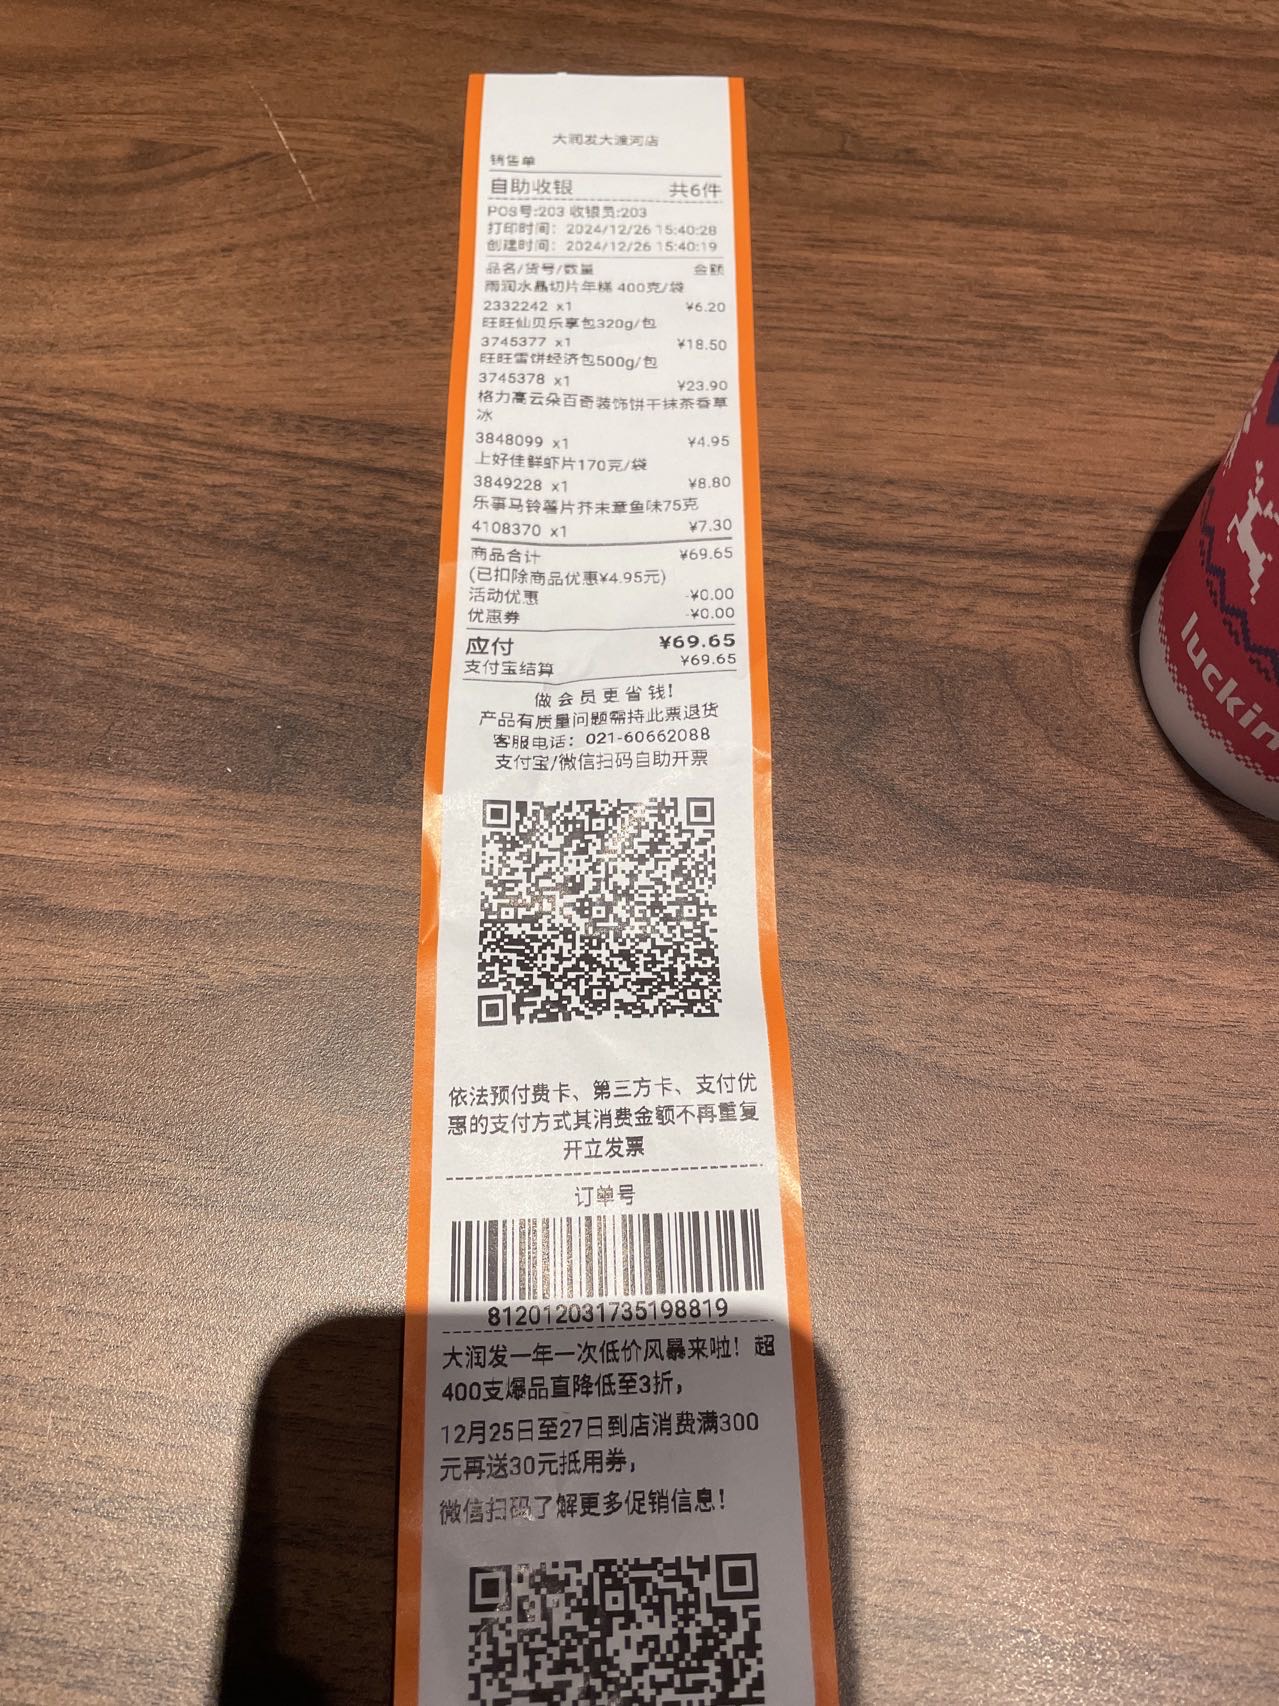 大润发大渡河店
销售单
自助收银 共6件
POS号:203 收银员:203
打印时间: 2024/12/26 15:40:28
创建时间: 2024/12/26 15:40:19
品名/货号/数量 金额
雨润水晶切片年糕 400克/袋
2332242 x1 ¥6.20
旺旺仙贝乐享包320g/包
3745377 x1 ¥18.50
旺旺雪饼经济包500g/包
3745378 x1 ¥23.90
格力高云朵百奇装饰饼干抹茶香草
冰
3848099 x1 ¥4.95
上好佳鲜虾片170克/袋
3849228 x1 ¥8.80
乐事马铃薯片芥末章鱼味75克
4108370 x1 ¥7.30
商品合计 ¥69.65
(已扣除商品优惠¥4.95元)
活动优惠 -¥0.00
优惠券 -¥0.00
应付 ¥69.65
支付宝结算 ¥69.65
做会员更省钱!
产品有质量问题需持此票退货
客服电话: 021-60662088
支付宝/微信扫码自助开票
依法预付费卡、第三方卡、支付优
惠的支付方式其消费金额不再重复
开立发票
订单号
812012031735198819
大润发一年一次低价风暴来啦! 超
400支爆品直降低至3折,
12月25日至27日到店消费满300
元再送30元抵用券,
微信扫码了解更多促销信息!
luckin